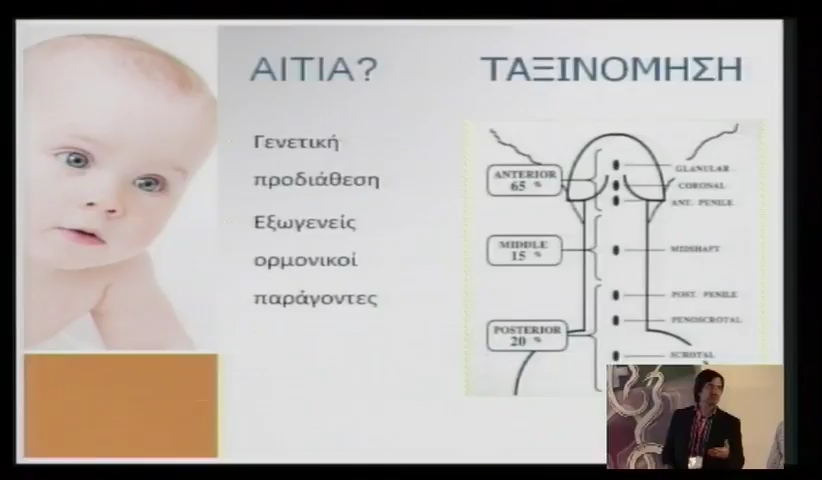 ΑΙΤΙΑ?
Γενετική
προδιάθεση
Εξωγενείς
ορμονικοί
παράγοντες
ΤΑΞΙΝΟΜΗΣΗ
ANTERIOR
65 %
MIDDLE
15 %
POSTERIOR
20 %
GLANULAR
CORONAL
ANT. PENILE
MIDSHAFT
POST. PENILE
PENOSCROTAL
SCROTAL